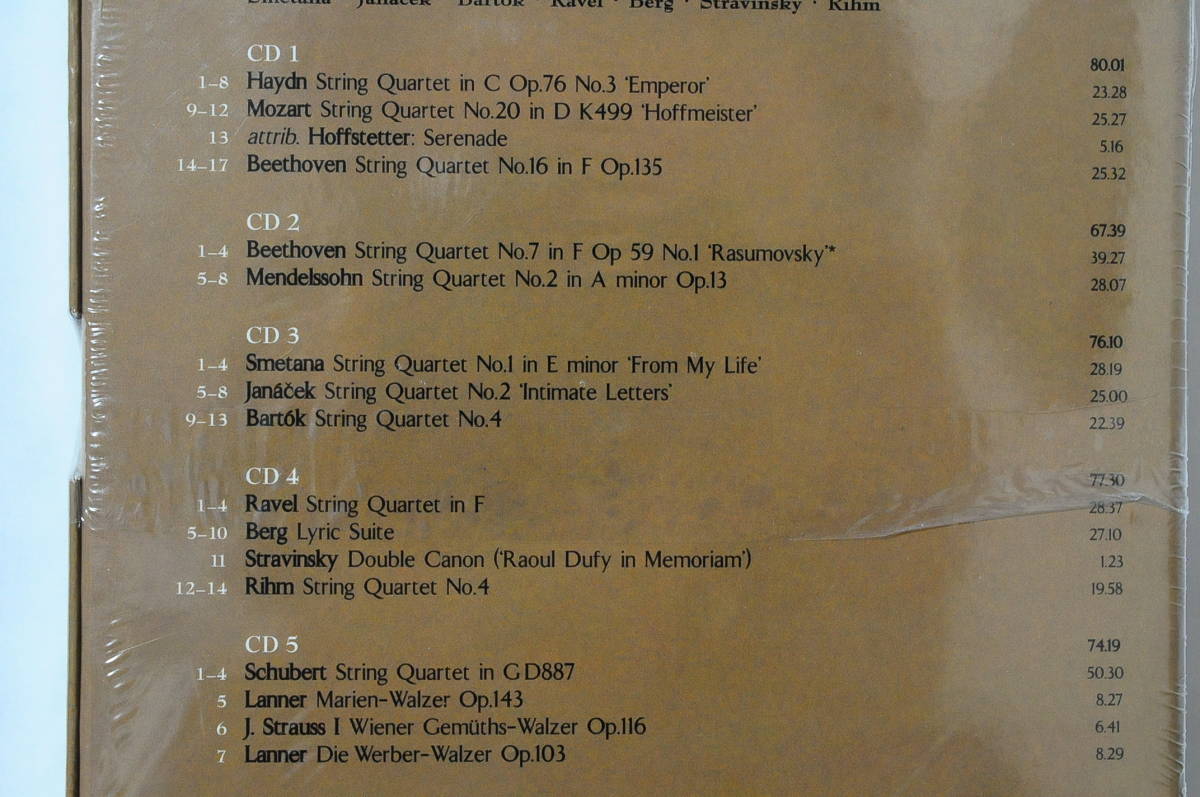 Smetana · Janáček · Bartók · Ravel · Berg · Stravinsky · Rihm
CD 1 80.01
1–8 Haydn String Quartet in C Op.76 No.3 ‘Emperor’ 23.28
9–12 Mozart String Quartet No.20 in D K499 ‘Hoffmeister’ 25.27
13 attrib. Hoffstetter: Serenade 5.16
14–17 Beethoven String Quartet No.16 in F Op.135 25.32
CD 2 67.39
1–4 Beethoven String Quartet No.7 in F Op 59 No.1 ‘Rasumovsky’* 39.27
5–8 Mendelssohn String Quartet No.2 in A minor Op.13 28.07
CD 3 76.10
1–4 Smetana String Quartet No.1 in E minor ‘From My Life’ 28.19
5–8 Janáček String Quartet No.2 ‘Intimate Letters’ 25.00
9–13 Bartók String Quartet No.4 22.39
CD 4 77.30
1–4 Ravel String Quartet in F 28.37
5–10 Berg Lyric Suite 27.10
11 Stravinsky Double Canon (‘Raoul Dufy in Memoriam’) 1.23
12–14 Rihm String Quartet No.4 19.58
CD 5 74.19
1–4 Schubert String Quartet in G D887 50.30
5 Lanner Marien-Walzer Op.143 8.27
6 J. Strauss I Wiener Gemüths-Walzer Op.116 6.41
7 Lanner Die Werber-Walzer Op.103 8.29